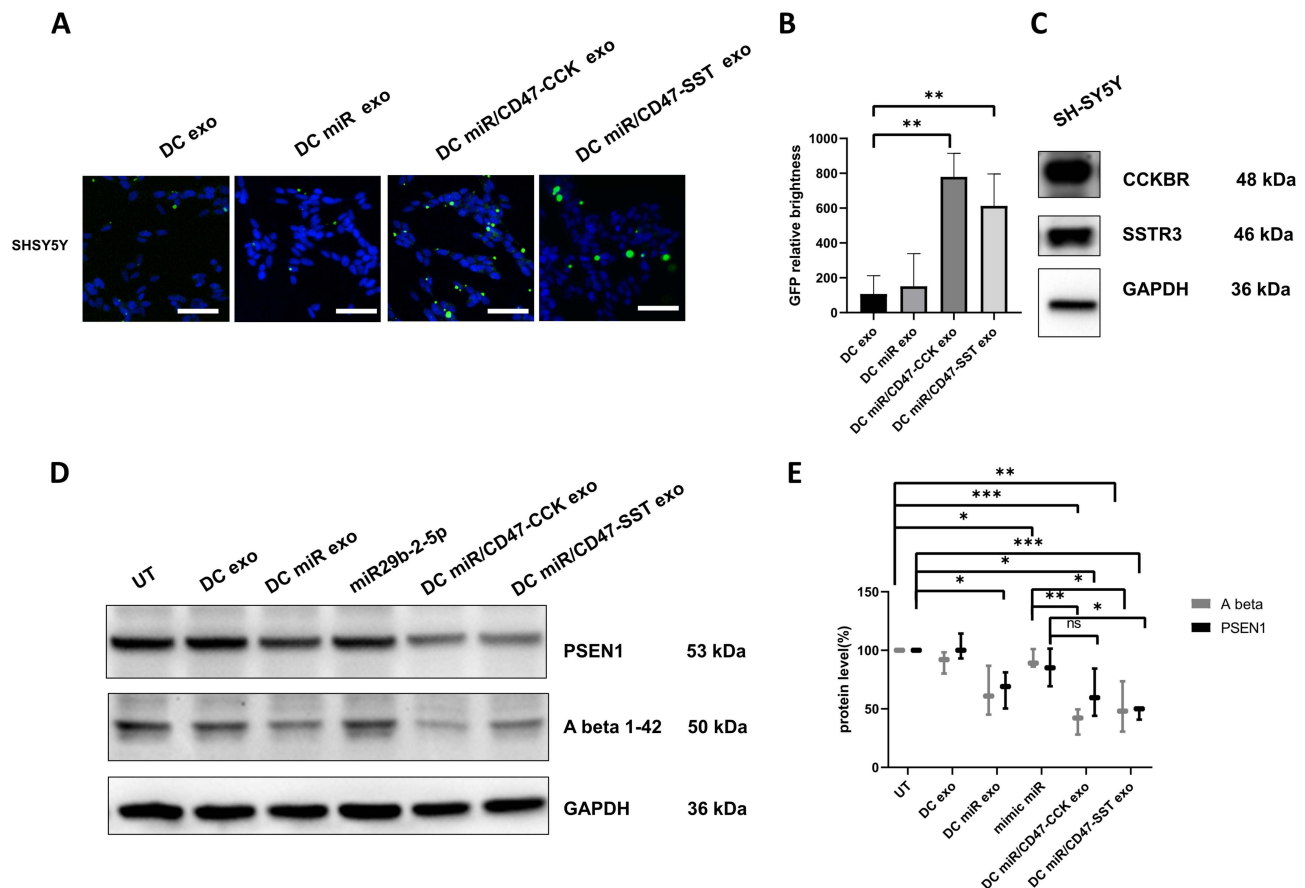 A
DC exo
DC miR exo
DC miR/CD47-CCK exo
DC miR/CD47-SST exo
SHSY5Y
B
**
**
1000
800
600
400
200
0
GFP relative brightness
DC exo
DC miR exo
DC miR/CD47-CCK exo
DC miR/CD47-SST exo
C
SH-SY5Y
CCKBR 48 kDa
SSTR3 46 kDa
GAPDH 36 kDa
D
UT
DC exo
DC miR exo
miR29b-2-5p
DC miR/CD47-CCK exo
DC miR/CD47-SST exo
PSEN1 53 kDa
A beta 1-42 50 kDa
GAPDH 36 kDa
E
**
***
*
***
*
*
*
**
*
ns
150
100
50
0
protein level(%)
A beta
PSEN1
UT
DC exo
DC miR exo
mimic miR
DC miR/CD47-CCK exo
DC miR/CD47-SST exo